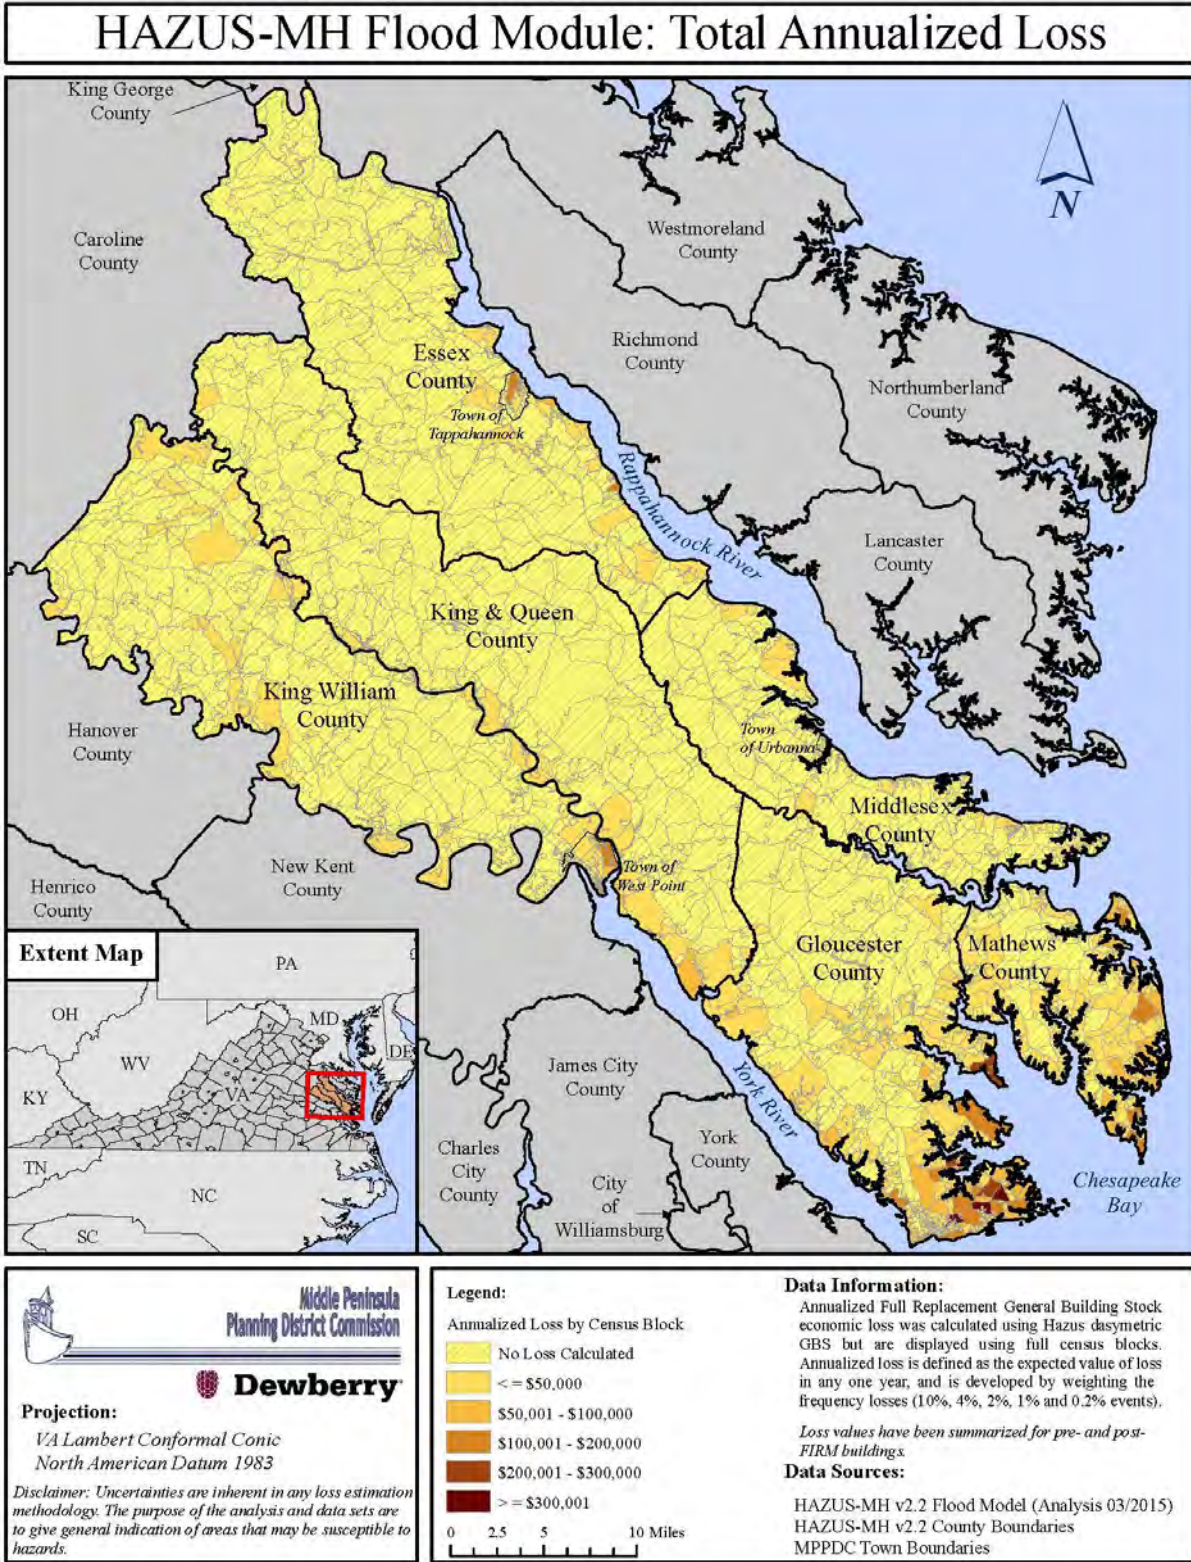 HAZUS-MH Flood Module: Total Annualized Loss
King George
County
Caroline
County
Westmoreland
County
N
Richmond
County
Northumberland
County
Essex
County
Town of
Tappahannock
Rappahannock River
Lancaster
County
King & Queen
County
King William
County
Hanover
County
Town
of Urbanna
Middlesex
County
New Kent
County
Henrico
County
Town of
West Point
Gloucester
County
Mathews
County
James City
County
York River
Charles
City
County
York
County
City
of
Williamsburg
Chesapeake
Bay
Extent Map
PA
OH
MD
DE
WV
KY
VA
TN
NC
SC
Middle Peninsula
Planning District Commission
Dewberry
Projection:
VA Lambert Conformal Conic
North American Datum 1983
Disclaimer: Uncertainties are inherent in any loss estimation
methodology. The purpose of the analysis and data sets are
to give general indication of areas that may be susceptible to
hazards.
Legend:
Annualized Loss by Census Block
No Loss Calculated
< = $50,000
$50,001 - $100,000
$100,001 - $200,000
$200,001 - $300,000
> = $300,001
0 2.5 5 10 Miles
Data Information:
Annualized Full Replacement General Building Stock
economic loss was calculated using Hazus dasymetric
GBS but are displayed using full census blocks.
Annualized loss is defined as the expected value of loss
in any one year, and is developed by weighting the
frequency losses (10%, 4%, 2%, 1% and 0.2% events).
Loss values have been summarized for pre- and post-
FIRM buildings.
Data Sources:
HAZUS-MH v2.2 Flood Model (Analysis 03/2015)
HAZUS-MH v2.2 County Boundaries
MPPDC Town Boundaries